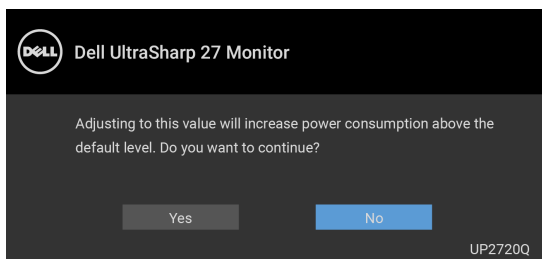 DELL
Dell UltraSharp 27 Monitor
Adjusting to this value will increase power consumption above the
default level. Do you want to continue?
Yes No
UP2720Q